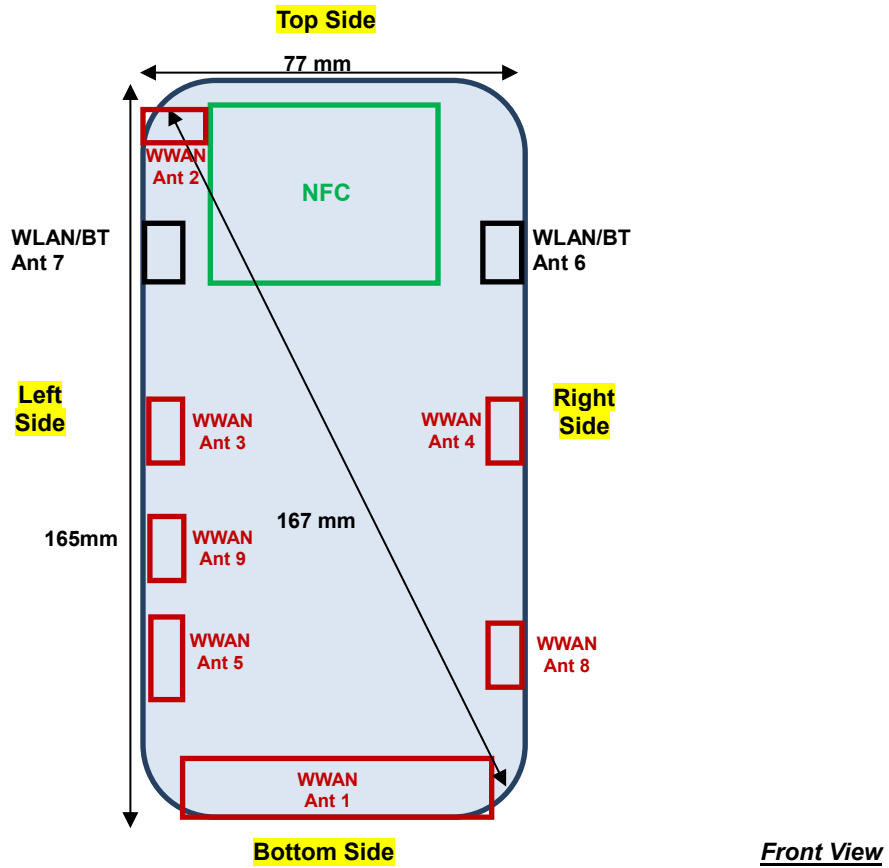 Top Side
77 mm
WWAN
Ant 2
NFC
WLAN/BT
Ant 7
WLAN/BT
Ant 6
Left
Side
WWAN
Ant 3
WWAN
Ant 4
Right
Side
165mm
WWAN
Ant 9
167 mm
WWAN
Ant 5
WWAN
Ant 8
WWAN
Ant 1
Bottom Side
Front View